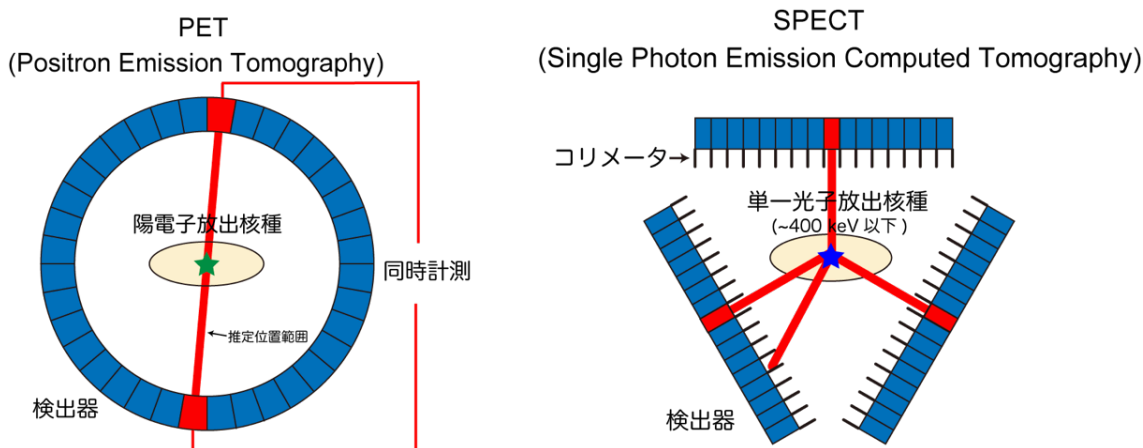 PET
(Positron Emission Tomography)
陽電子放出核種
同時計測
←推定位置範囲
検出器
SPECT
(Single Photon Emission Computed Tomography)
コリメータ→
単一光子放出核種
(~400 keV 以下)
検出器